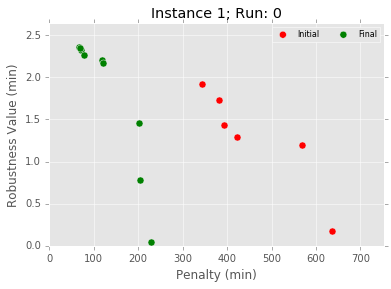 Instance 1; Run: 0
Initial
Final
Robustness Value (min)
2.5
2.0
1.5
1.0
0.5
0.0
0 100 200 300 400 500 600 700
Penalty (min)